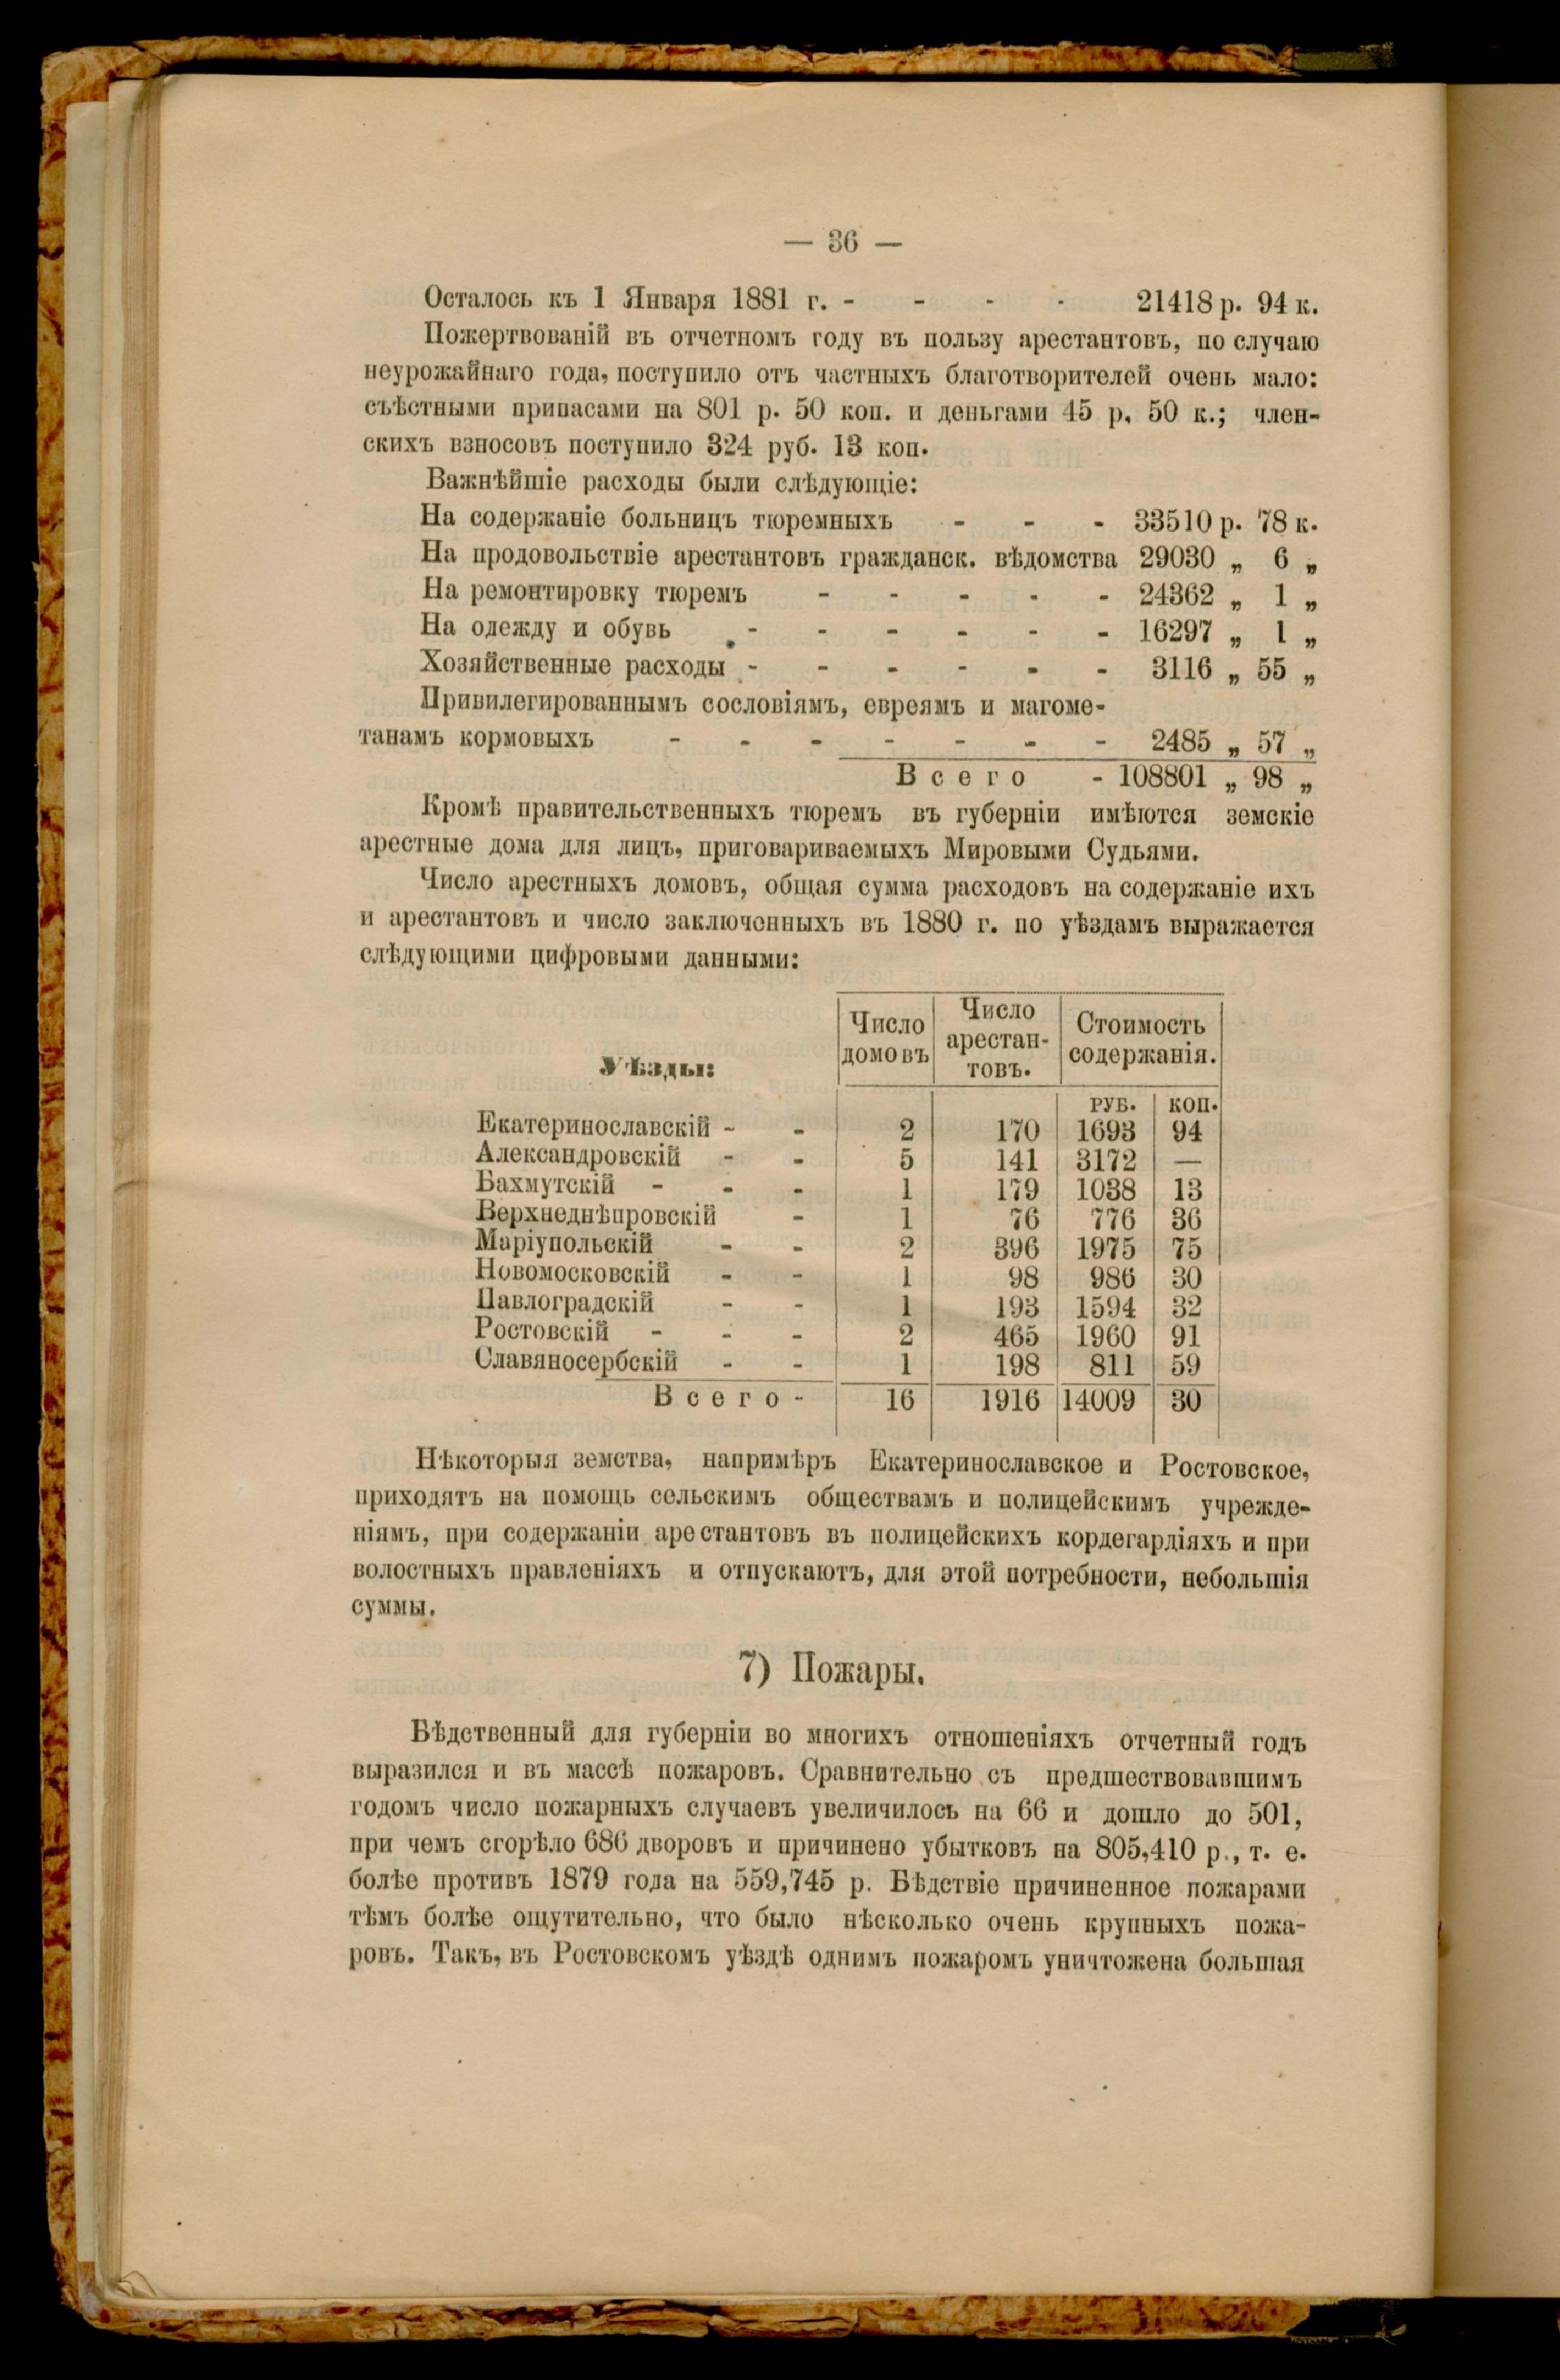 — 36 —
Осталось къ 1 Января 1881 г. - - - - 21418 р. 94 к.
Пожертвованій въ отчетномъ году въ пользу арестантовъ, по случаю
неурожайнаго года, поступило отъ частныхъ благотворителей очень мало:
съѣстными припасами на 801 р. 50 коп. и деньгами 45 р. 50 к.; член-
скихъ взносовъ поступило 324 руб. 13 коп.
Важнѣйшіе расходы были слѣдующіе:
На содержаніе больницъ тюремныхъ - - - 33510 р. 78 к.
На продовольствіе арестантовъ гражданск. вѣдомства 29030 „ 6 „
На ремонтировку тюремъ - - - - - 24362 „ 1 „
На одежду и обувь - - - - - - 16297 „ 1 „
Хозяйственные расходы - - - - - - 3116 „ 55 „
Привилегированнымъ сословіямъ, евреямъ и магоме-
танамъ кормовыхъ - - - - - - - 2485 „ 57 „
Всего - 108801 „ 98 „
Кромѣ правительственныхъ тюремъ въ губерніи имѣются земскіе
арестные дома для лицъ, приговариваемыхъ Мировыми Судьями.
Число арестныхъ домовъ, общая сумма расходовъ на содержаніе ихъ
и арестантовъ и число заключенныхъ въ 1880 г. по уѣздамъ выражается
слѣдующими цифровыми данными:
Уѣзды: Число домовъ Число арестан-товъ. Стоимость содержанія.
РУБ. КОП.
Екатеринославскій - - 2 170 1693 94
Александровскій - - 5 141 3172 —
Бахмутскій - - - 1 179 1038 13
Верхнеднѣпровскій - 1 76 776 36
Маріупольскій - - 2 396 1975 75
Новомосковскій - - 1 98 986 30
Павлоградскій - - 1 193 1594 32
Ростовскій - - - 2 465 1960 91
Славяносербскій - - 1 198 811 59
Всего - 16 1916 14009 30
Нѣкоторыя земства, напримѣръ Екатеринославское и Ростовское,
приходятъ на помощь сельскимъ обществамъ и полицейскимъ учрежде-
ніямъ, при содержаніи арестантовъ въ полицейскихъ кордегардіяхъ и при
волостныхъ правленіяхъ и отпускаютъ, для этой потребности, небольшія
суммы.
7) Пожары.
Бѣдственный для губерніи во многихъ отношеніяхъ отчетный годъ
выразился и въ массѣ пожаровъ. Сравнительно съ предшествовавшимъ
годомъ число пожарныхъ случаевъ увеличилось на 66 и дошло до 501,
при чемъ сгорѣло 686 дворовъ и причинено убытковъ на 805,410 р., т. е.
болѣе противъ 1879 года на 559,745 р. Бѣдствіе причиненное пожарами
тѣмъ болѣе ощутительно, что было нѣсколько очень крупныхъ пожа-
ровъ. Такъ, въ Ростовскомъ уѣздѣ однимъ пожаромъ уничтожена большая